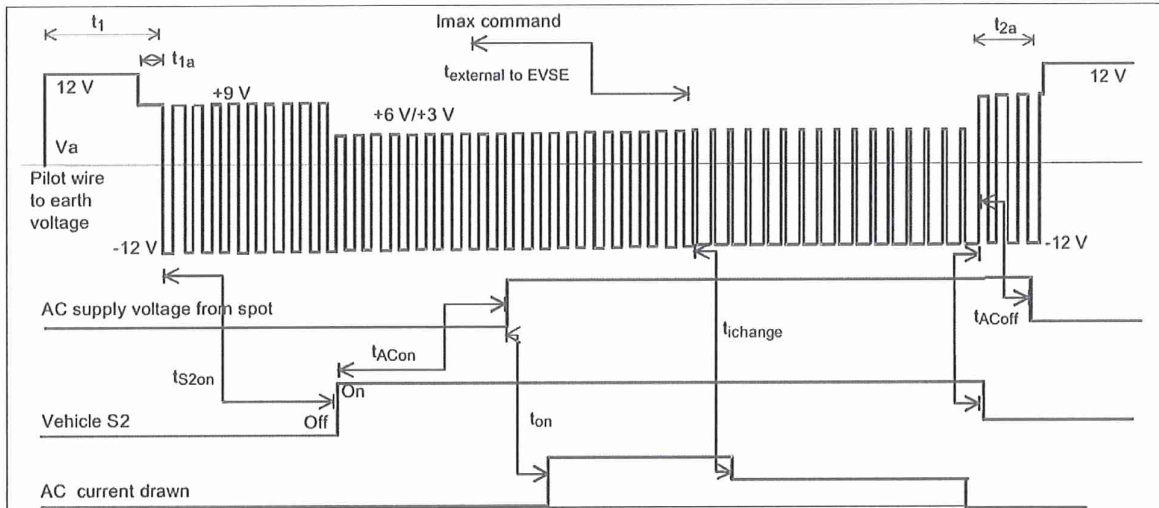 t1
Imax command
t2a
t1a
texternal to EVSE
12 V
+9 V
12 V
+6 V/+3 V
Va
Pilot wire
to earth
voltage
-12 V
-12 V
AC supply voltage from spot
tACon
tichange
tACoff
tS2on
On
Vehicle S2
Off
ton
AC current drawn